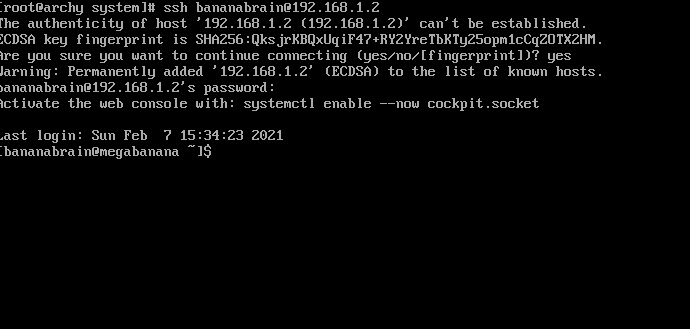 [root@archy system]# ssh bananabrain@192.168.1.2
The authenticity of host '192.168.1.2 (192.168.1.2)' can't be established.
ECDSA key fingerprint is SHA256:QksjrKBQxUqiF47+RY2YreTbKTy25opm1cCqZOTX2HM.
Are you sure you want to continue connecting (yes/no/[fingerprint])? yes
Warning: Permanently added '192.168.1.2' (ECDSA) to the list of known hosts.
bananabrain@192.168.1.2's password:
Activate the web console with: systemctl enable --now cockpit.socket
Last login: Sun Feb  7 15:34:23 2021
[bananabrain@megabanana ~]$